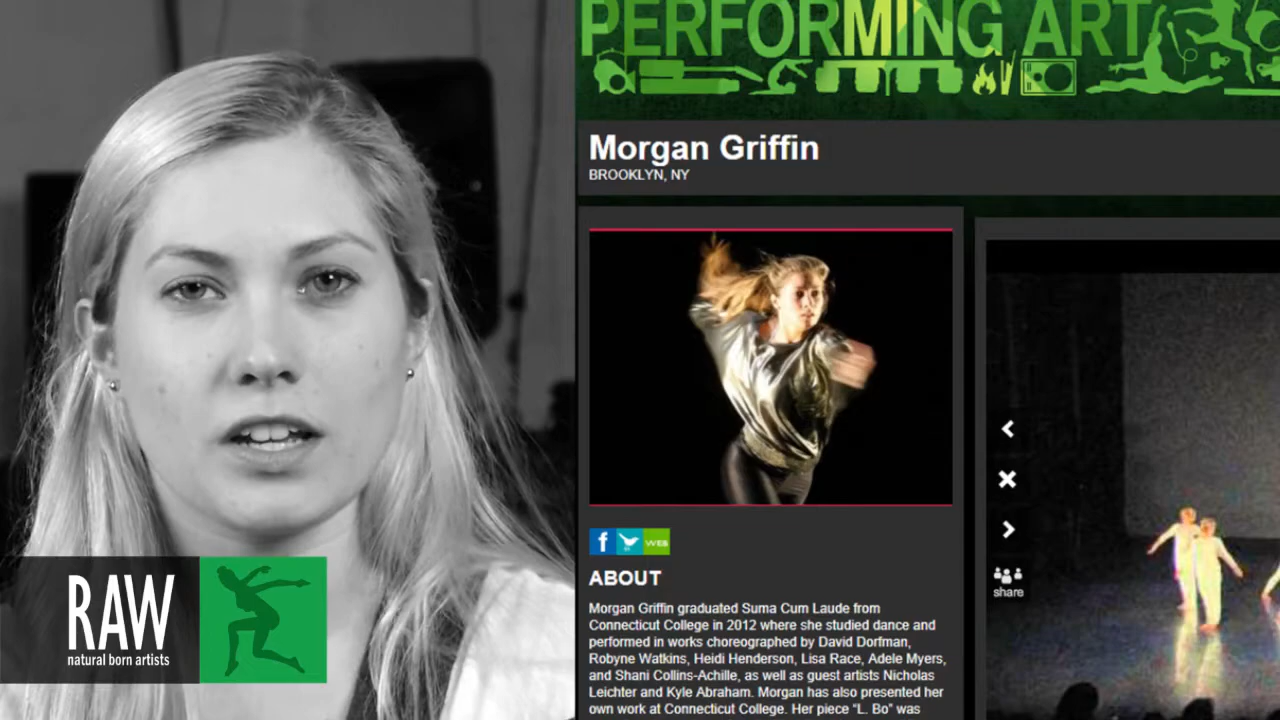 PERFORMING ART
Morgan Griffin
BROOKLYN, NY
f
WEB
ABOUT
Morgan Griffin graduated Suma Cum Laude from
Connecticut College in 2012 where she studied dance and
performed in works choreographed by David Dorfman,
Robyne Watkins, Heidi Henderson, Lisa Race, Adele Myers,
and Shani Collins-Achille, as well as guest artists Nicholas
Leichter and Kyle Abraham. Morgan has also presented her
own work at Connecticut College. Her piece "L. Bo" was
share
RAW
natural born artists